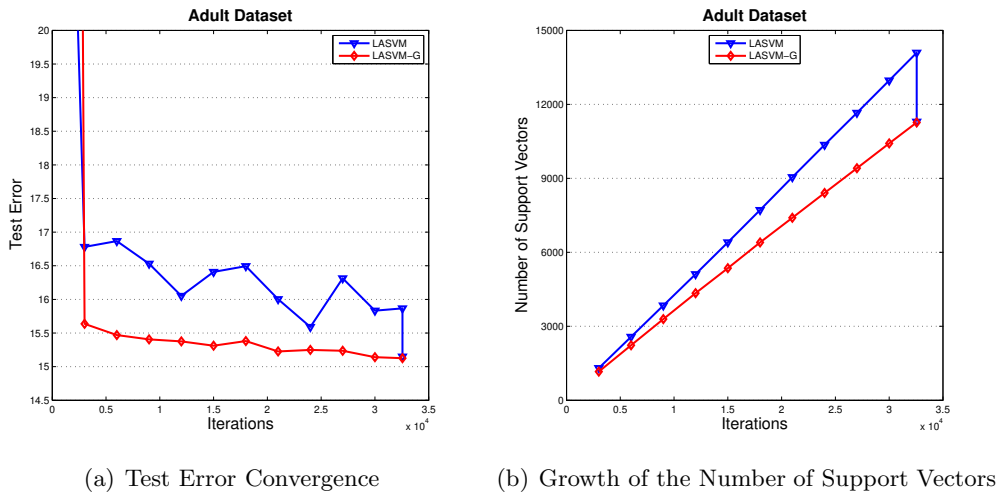 Adult Dataset
20
19.5
19
18.5
18
17.5
17
16.5
16
15.5
15
14.5
Test Error
LASVM
LASVM-G
0 0.5 1 1.5 2 2.5 3 3.5
Iterations
x 10^4
(a) Test Error Convergence
Adult Dataset
15000
12000
9000
6000
3000
0
Number of Support Vectors
LASVM
LASVM-G
0 0.5 1 1.5 2 2.5 3 3.5
Iterations
x 10^4
(b) Growth of the Number of Support Vectors